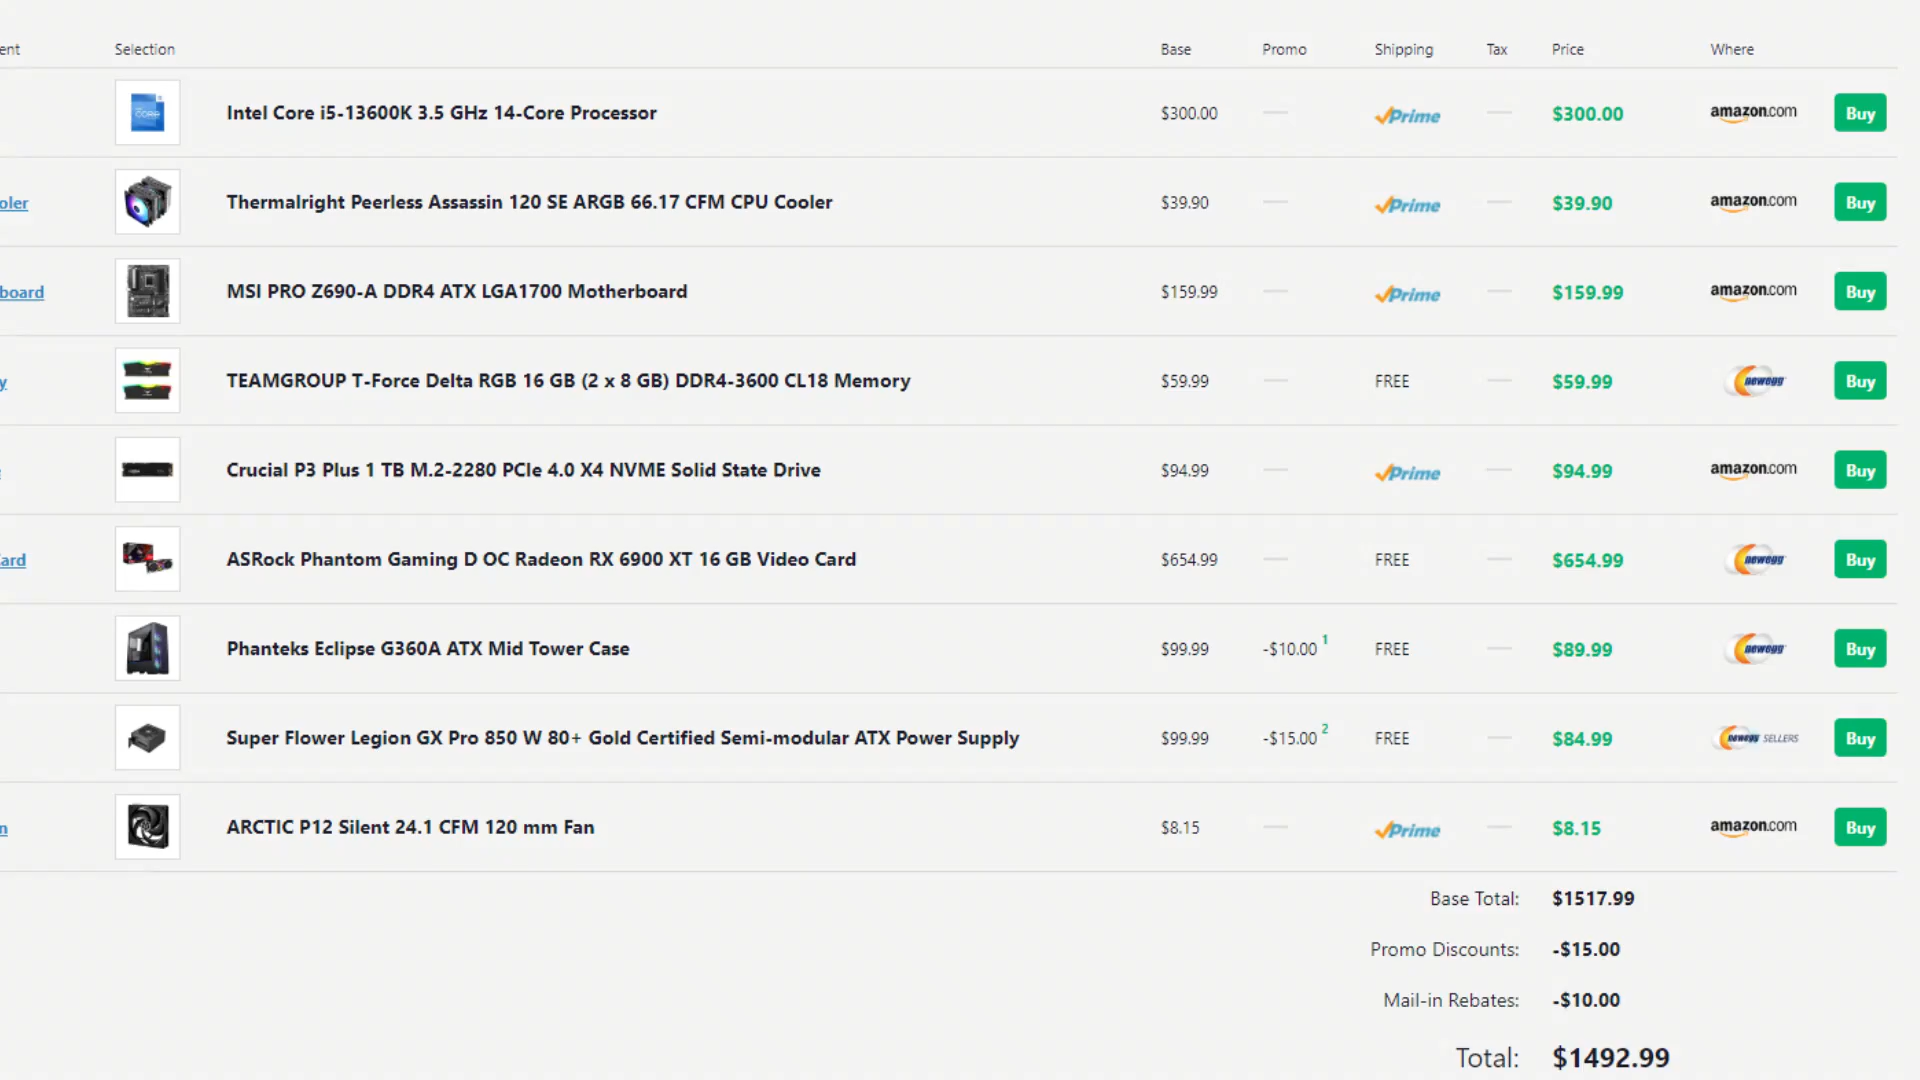 ent Selection Base Promo Shipping Tax Price Where
Intel Core i5-13600K 3.5 GHz 14-Core Processor $300.00 — Prime — $300.00 amazon.com Buy
oler Thermalright Peerless Assassin 120 SE ARGB 66.17 CFM CPU Cooler $39.90 — Prime — $39.90 amazon.com Buy
board MSI PRO Z690-A DDR4 ATX LGA1700 Motherboard $159.99 — Prime — $159.99 amazon.com Buy
y TEAMGROUP T-Force Delta RGB 16 GB (2 x 8 GB) DDR4-3600 CL18 Memory $59.99 — FREE — $59.99 newegg Buy
Crucial P3 Plus 1 TB M.2-2280 PCIe 4.0 X4 NVME Solid State Drive $94.99 — Prime — $94.99 amazon.com Buy
ard ASRock Phantom Gaming D OC Radeon RX 6900 XT 16 GB Video Card $654.99 — FREE — $654.99 newegg Buy
Phanteks Eclipse G360A ATX Mid Tower Case $99.99 -$10.00 1 FREE — $89.99 newegg Buy
Super Flower Legion GX Pro 850 W 80+ Gold Certified Semi-modular ATX Power Supply $99.99 -$15.00 2 FREE — $84.99 newegg SELLERS Buy
n ARCTIC P12 Silent 24.1 CFM 120 mm Fan $8.15 — Prime — $8.15 amazon.com Buy
Base Total: $1517.99
Promo Discounts: -$15.00
Mail-in Rebates: -$10.00
Total: $1492.99